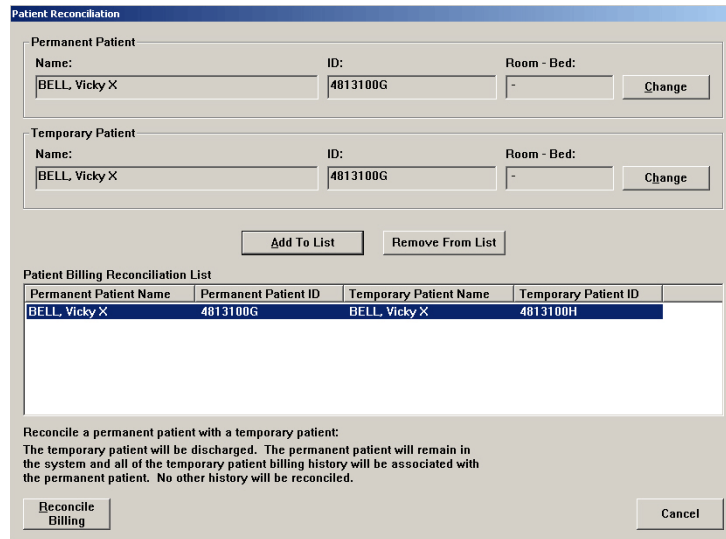 Patient Reconciliation
Permanent Patient
Name: ID: Room - Bed:
BELL, Vicky X 4813100G - Change
Temporary Patient
Name: ID: Room - Bed:
BELL, Vicky X 4813100G - Change
Add To List Remove From List
Patient Billing Reconciliation List
Permanent Patient Name Permanent Patient ID Temporary Patient Name Temporary Patient ID
BELL, Vicky X 4813100G BELL, Vicky X 4813100H
Reconcile a permanent patient with a temporary patient:
The temporary patient will be discharged. The permanent patient will remain in
the system and all of the temporary patient billing history will be associated with
the permanent patient. No other history will be reconciled.
Reconcile
Billing
Cancel